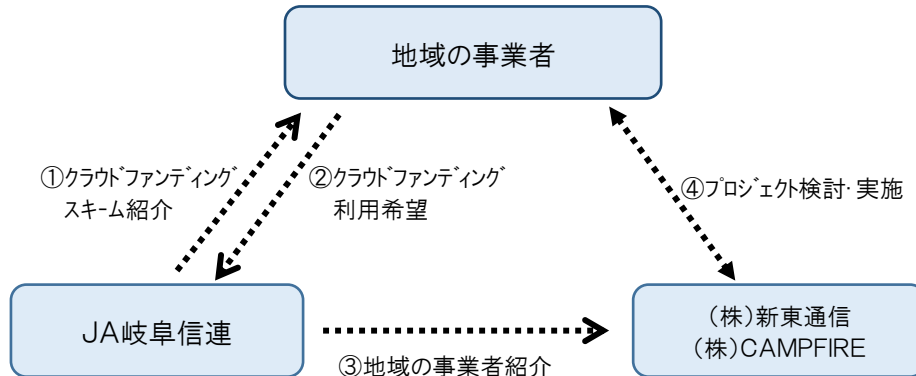 地域の事業者
①クラウドファンディング
スキーム紹介
②クラウドファンディング
利用希望
④プロジェクト検討・実施
JA岐阜信連
(株)新東通信
(株)CAMPFIRE
③地域の事業者紹介